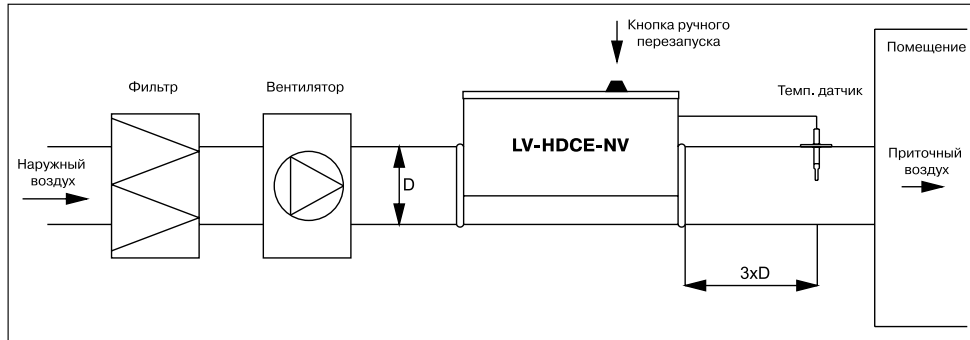 Кнопка ручного
перезапуска
Помещение
Фильтр
Вентилятор
Темп. датчик
LV-HDCE-NV
Наружный
воздух
D
Приточный
воздух
3xD